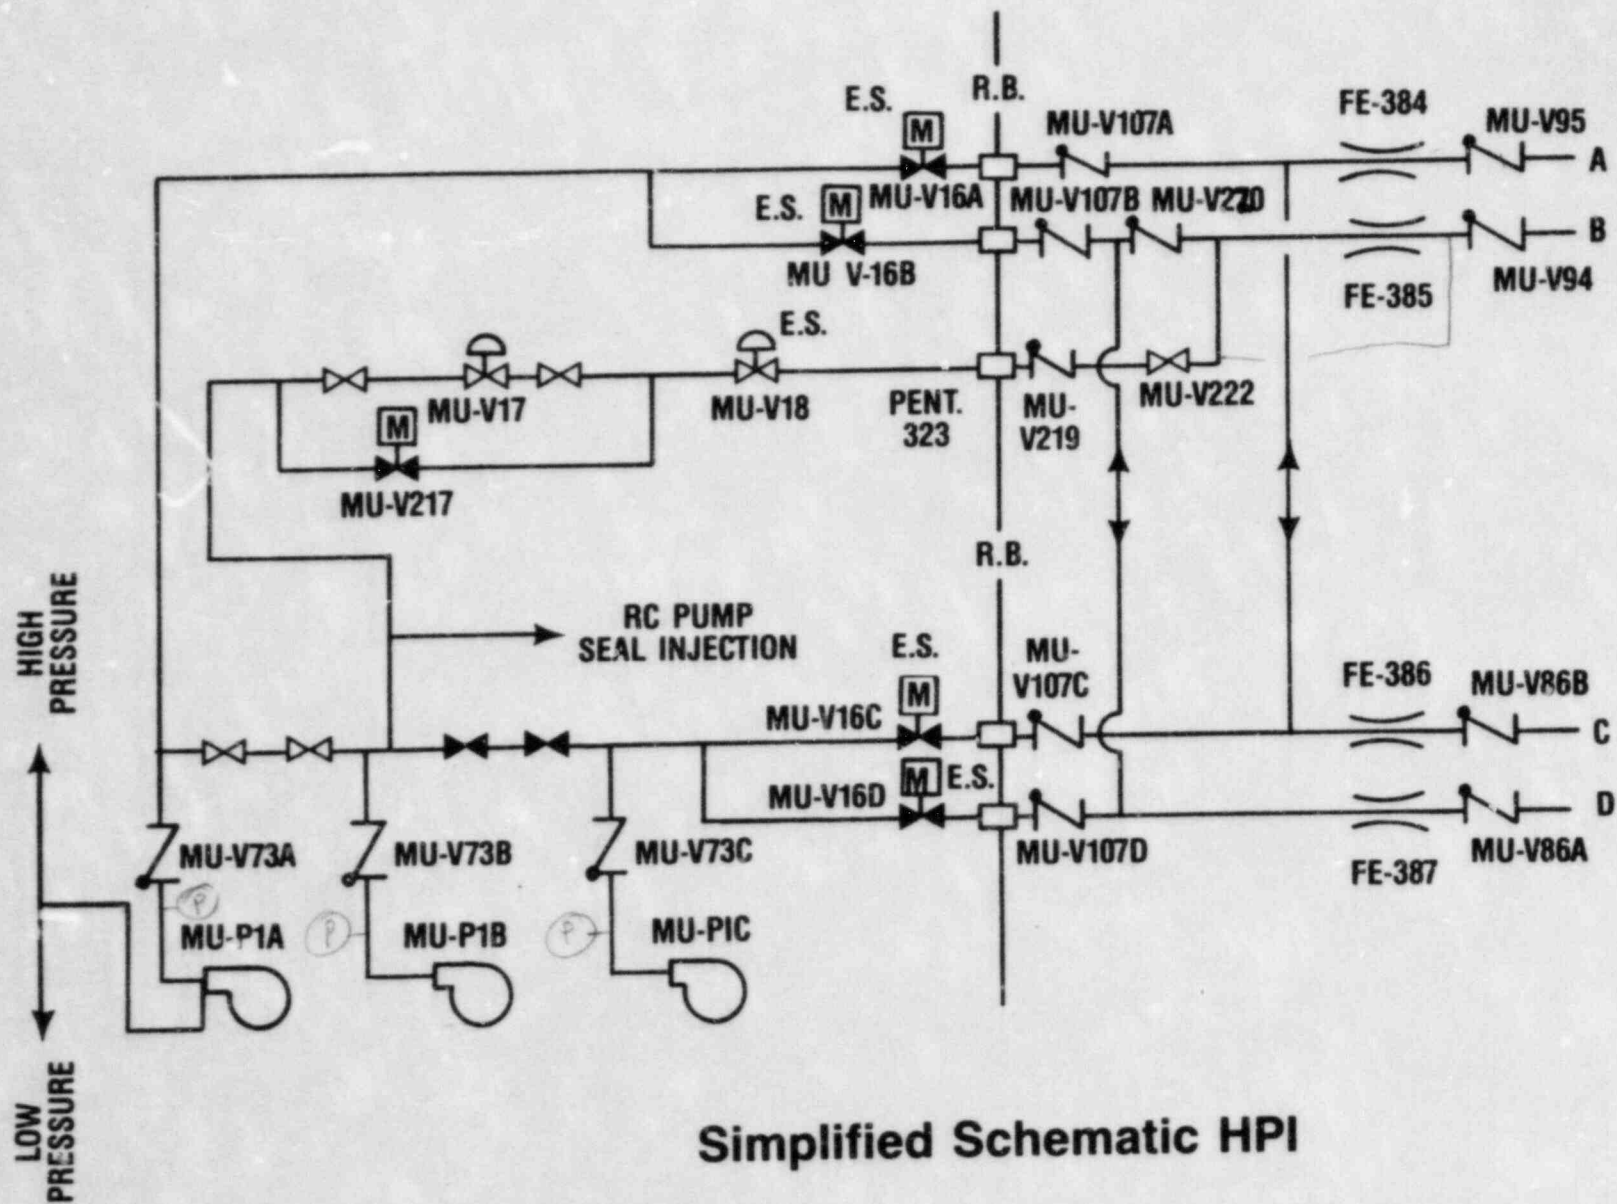 R.B.
E.S.
M
MU-V107A
FE-384
MU-V95
A
MU-V16A
MU-V107B
MU-V220
E.S.
M
B
MU V-16B
FE-385
MU-V94
E.S.
MU-V17
MU-V18
PENT.
323
MU-
V219
MU-V222
M
MU-V217
R.B.
HIGH
PRESSURE
RC PUMP
SEAL INJECTION
E.S.
MU-
V107C
FE-386
MU-V86B
M
MU-V16C
C
M
E.S.
MU-V16D
D
MU-V107D
MU-V86A
FE-387
MU-V73A
MU-V73B
MU-V73C
P
P
P
MU-P1A
MU-P1B
MU-PIC
LOW
PRESSURE
Simplified Schematic HPI